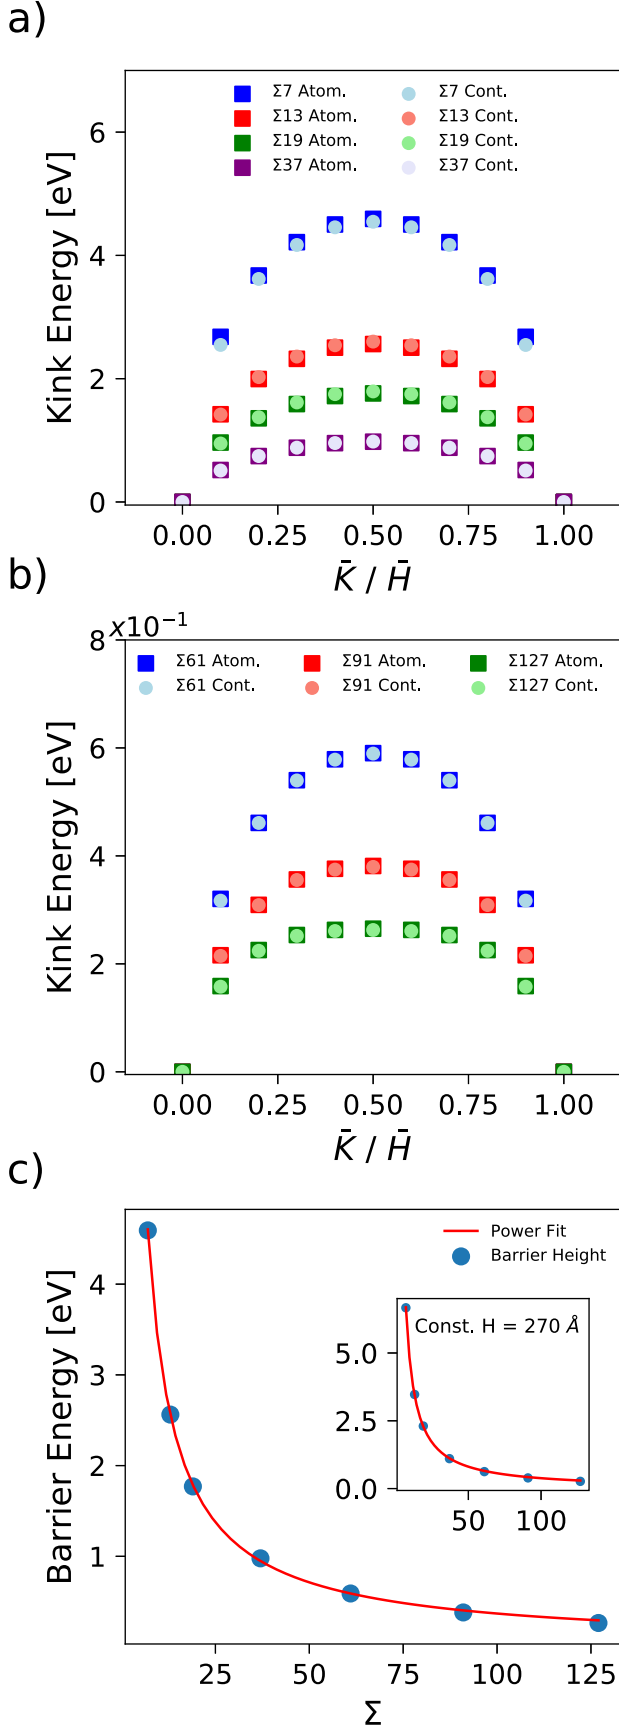 a)
Σ7 Atom. Σ7 Cont.
Σ13 Atom. Σ13 Cont.
Σ19 Atom. Σ19 Cont.
Σ37 Atom. Σ37 Cont.
Kink Energy [eV]
6
4
2
0
0.00 0.25 0.50 0.75 1.00
K̄ / H̄
b)
x10⁻¹
Σ61 Atom. Σ91 Atom. Σ127 Atom.
Σ61 Cont. Σ91 Cont. Σ127 Cont.
Kink Energy [eV]
8
6
4
2
0
0.00 0.25 0.50 0.75 1.00
K̄ / H̄
c)
Power Fit
Barrier Height
Barrier Energy [eV]
4
3
2
1
Const. H = 270 Å
5.0
2.5
0.0
50 100
25 50 75 100 125
Σ